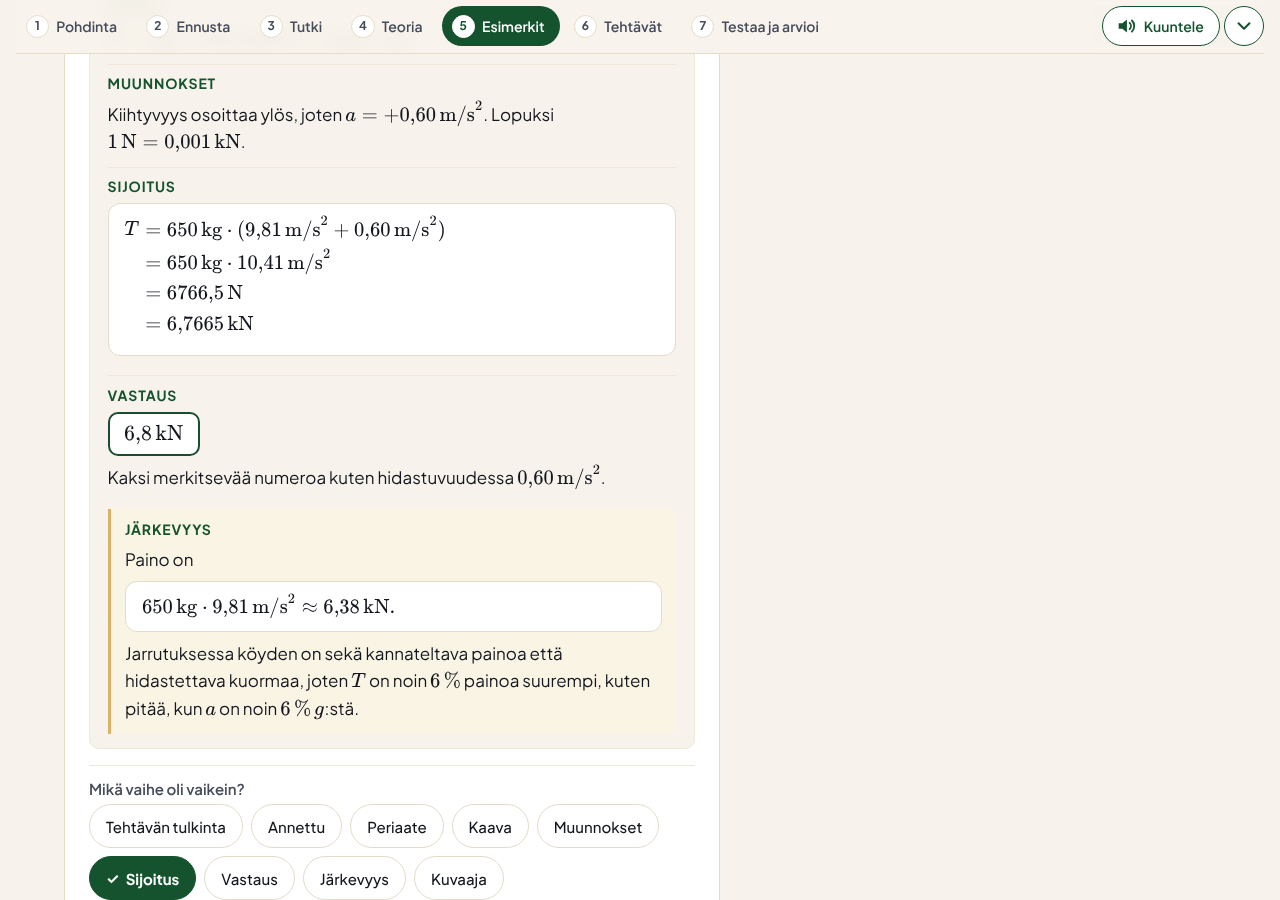 1 Pohdinta 2 Ennusta 3 Tutki 4 Teoria 5 Esimerkit 6 Tehtävät 7 Testaa ja arvioi Kuuntele
MUUNNOKSET
Kiihtyvyys osoittaa ylös, joten a = +0,60 m/s². Lopuksi
1 N = 0,001 kN.
SIJOITUS
T = 650 kg · (9,81 m/s² + 0,60 m/s²)
= 650 kg · 10,41 m/s²
= 6766,5 N
= 6,7665 kN
VASTAUS
6,8 kN
Kaksi merkitsevää numeroa kuten hidastuvuudessa 0,60 m/s².
JÄRKEVYYS
Paino on
650 kg · 9,81 m/s² ≈ 6,38 kN.
Jarrutuksessa köyden on sekä kannateltava painoa että
hidastettava kuormaa, joten T on noin 6 % painoa suurempi, kuten
pitää, kun a on noin 6 % g:stä.
Mikä vaihe oli vaikein?
Tehtävän tulkinta Annettu Periaate Kaava Muunnokset
✓ Sijoitus Vastaus Järkevyys Kuvaaja